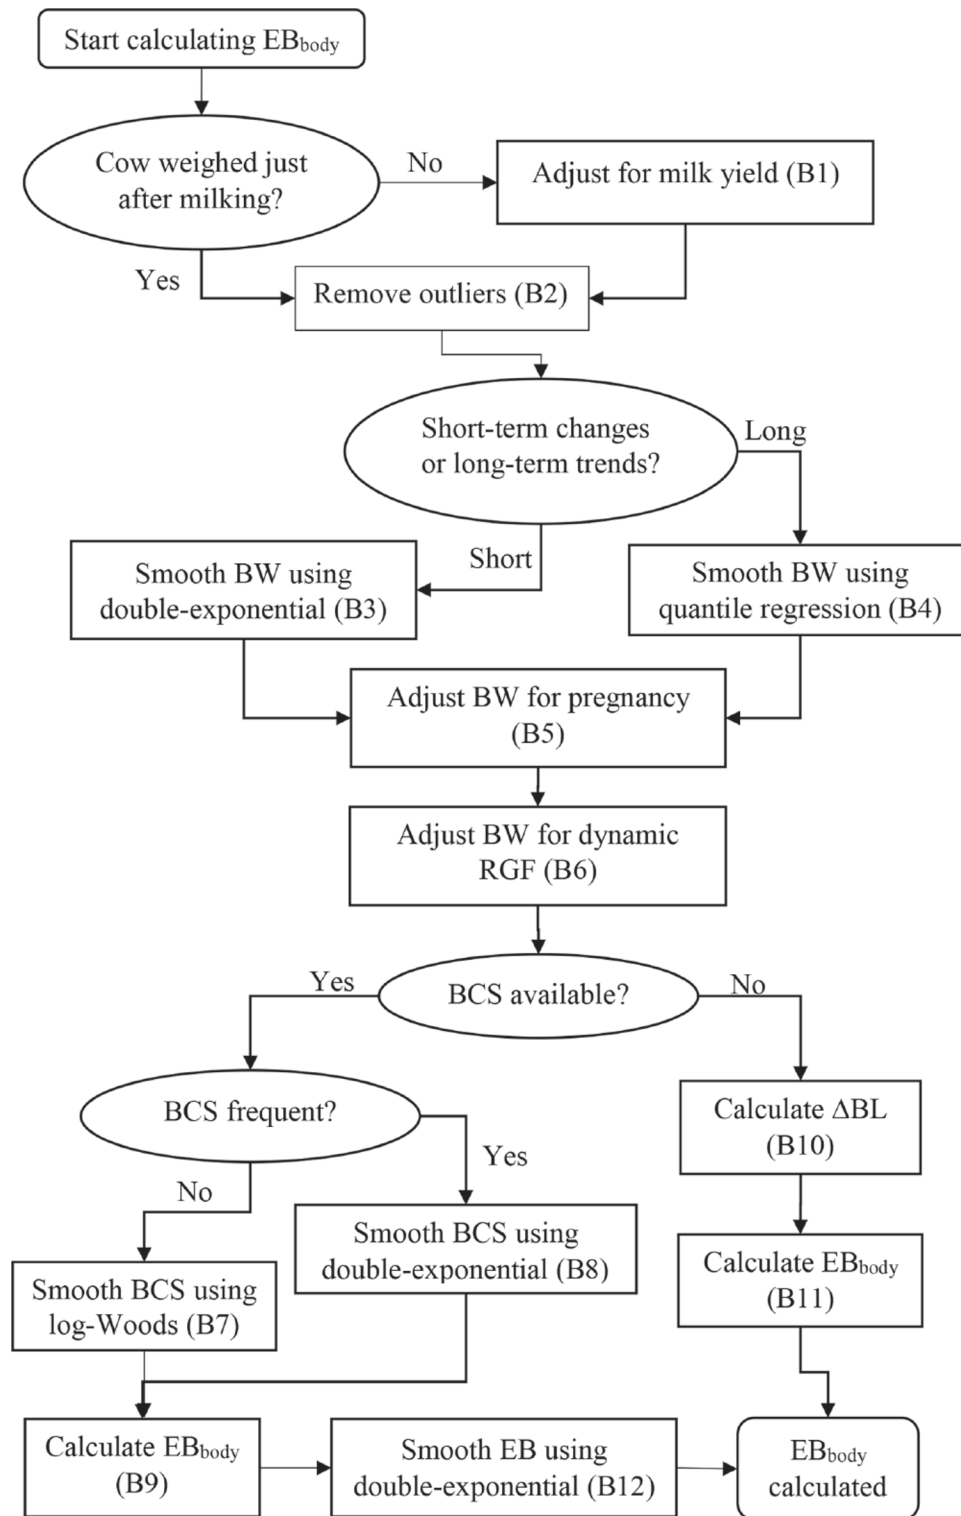 Start calculating EBbody
Cow weighed just
after milking?
No
Adjust for milk yield (B1)
Yes
Remove outliers (B2)
Short-term changes
or long-term trends?
Long
Short
Smooth BW using
double-exponential (B3)
Smooth BW using
quantile regression (B4)
Adjust BW for pregnancy
(B5)
Adjust BW for dynamic
RGF (B6)
Yes
BCS available?
No
BCS frequent?
Calculate ΔBL
(B10)
Yes
No
Smooth BCS using
double-exponential (B8)
Calculate EBbody
(B11)
Smooth BCS using
log-Woods (B7)
Calculate EBbody
(B9)
Smooth EB using
double-exponential (B12)
EBbody
calculated